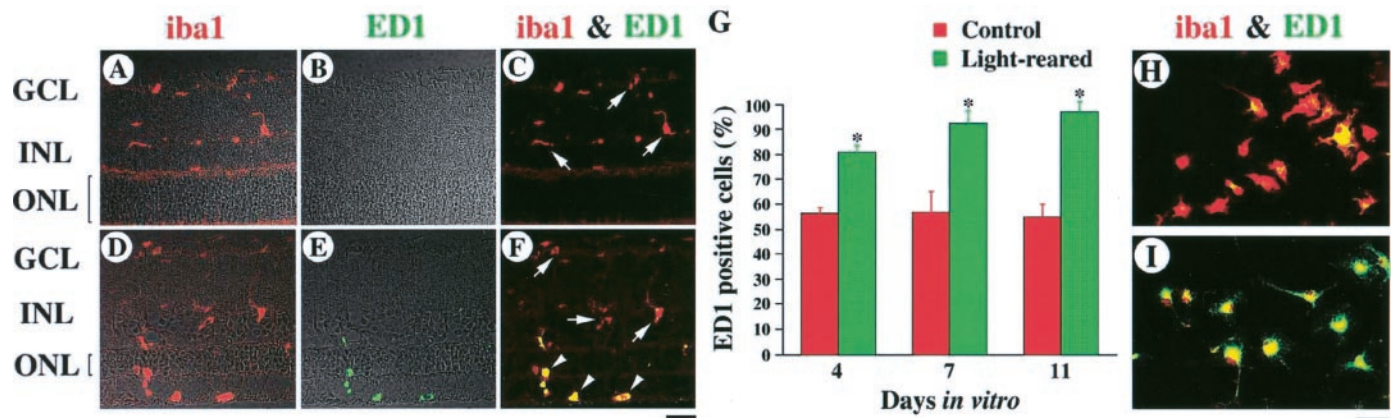 iba1
ED1
iba1 & ED1
A
B
C
GCL
INL
ONL
D
E
F
GCL
INL
ONL
G
Control
Light-reared
ED1 positive cells (%)
100
90
80
70
60
50
40
30
20
10
0
*
*
*
4
7
11
Days in vitro
iba1 & ED1
H
I